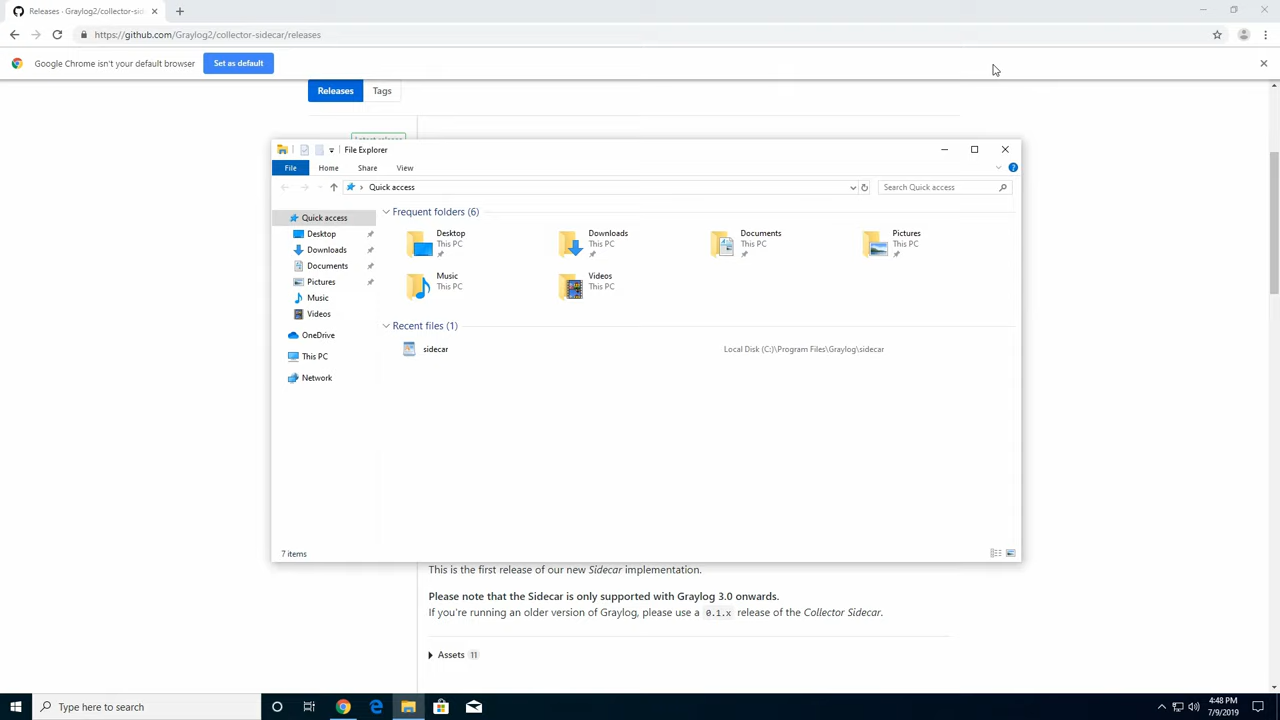 Releases · Graylog2/collector-sid
https://github.com/Graylog2/collector-sidecar/releases
Google Chrome isn't your default browser
Set as default
Releases
Tags
File Explorer
File
Home
Share
View
Quick access
Search Quick access
Quick access
Desktop
Downloads
Documents
Pictures
Music
Videos
OneDrive
This PC
Network
Frequent folders (6)
Desktop
This PC
Downloads
This PC
Documents
This PC
Pictures
This PC
Music
This PC
Videos
This PC
Recent files (1)
sidecar
Local Disk (C:)\Program Files\Graylog\sidecar
7 items
This is the first release of our new Sidecar implementation.
Please note that the Sidecar is only supported with Graylog 3.0 onwards.
If you're running an older version of Graylog, please use a 0.1.x release of the Collector Sidecar.
Assets 11
Type here to search
4:48 PM
7/9/2019